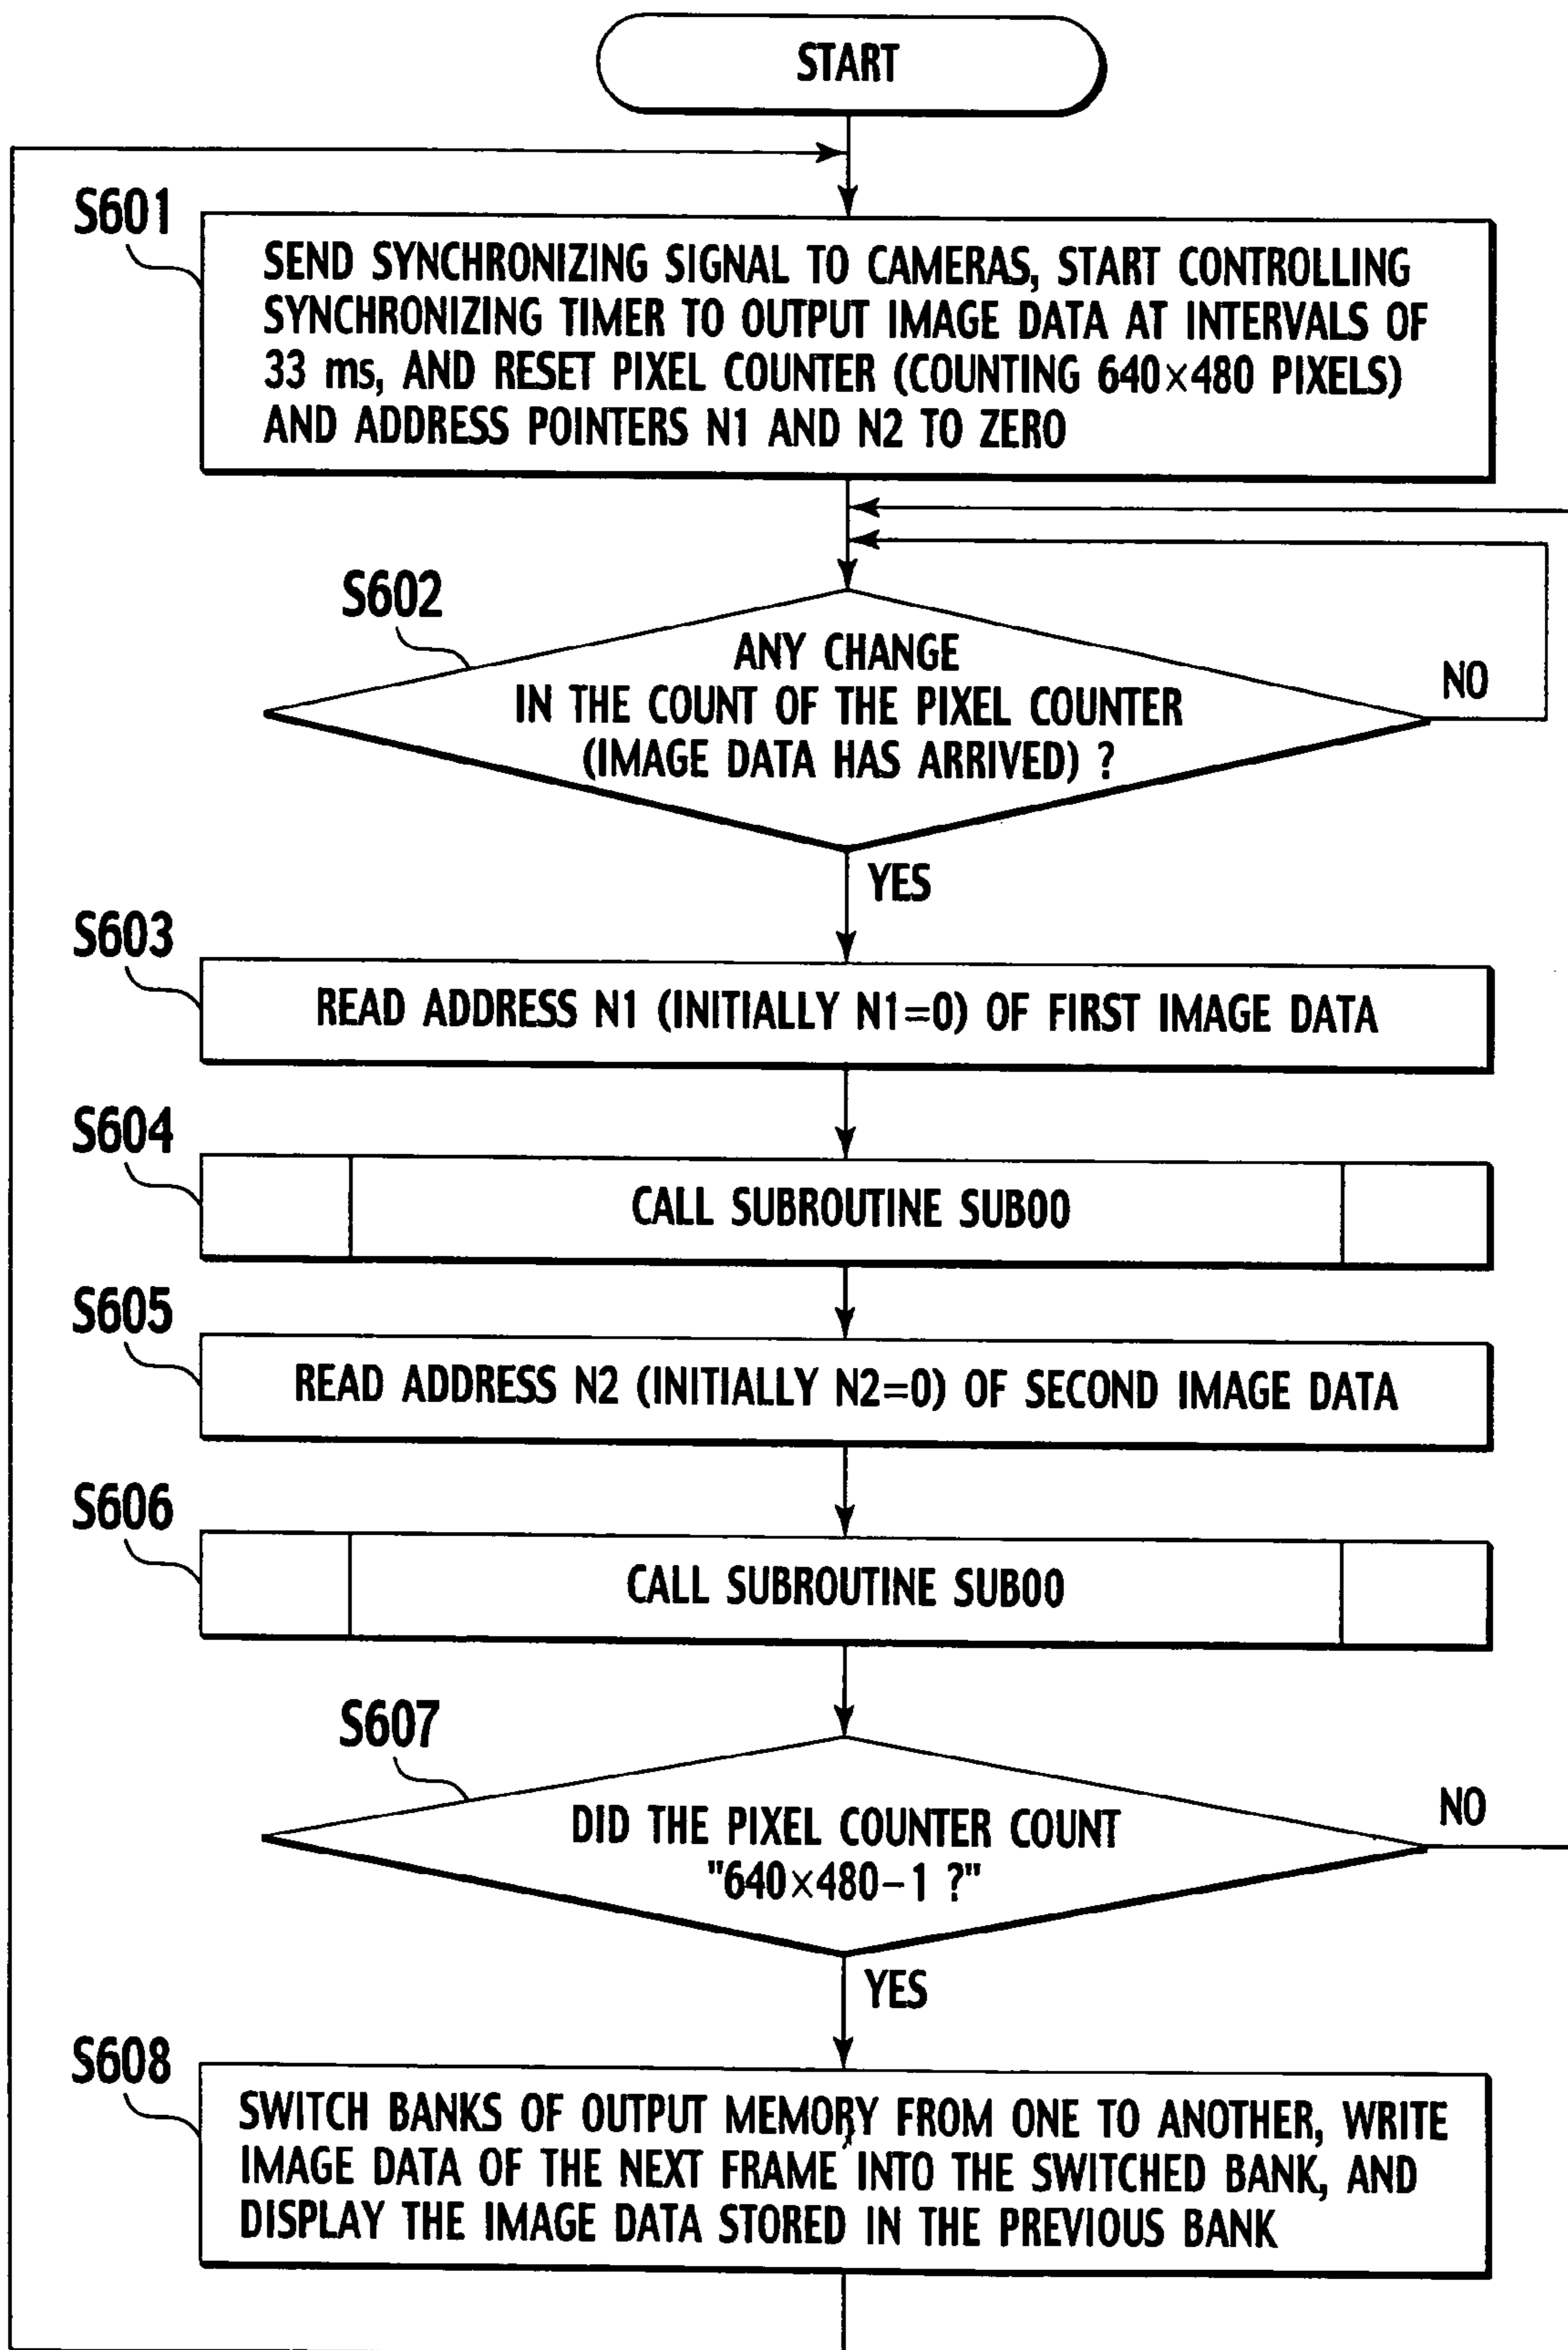 START
S601
SEND SYNCHRONIZING SIGNAL TO CAMERAS, START CONTROLLING
SYNCHRONIZING TIMER TO OUTPUT IMAGE DATA AT INTERVALS OF
33 ms, AND RESET PIXEL COUNTER (COUNTING 640×480 PIXELS)
AND ADDRESS POINTERS N1 AND N2 TO ZERO
S602
ANY CHANGE
IN THE COUNT OF THE PIXEL COUNTER
(IMAGE DATA HAS ARRIVED) ?
NO
YES
S603
READ ADDRESS N1 (INITIALLY N1=0) OF FIRST IMAGE DATA
S604
CALL SUBROUTINE SUB00
S605
READ ADDRESS N2 (INITIALLY N2=0) OF SECOND IMAGE DATA
S606
CALL SUBROUTINE SUB00
S607
DID THE PIXEL COUNTER COUNT
"640×480−1 ?"
NO
YES
S608
SWITCH BANKS OF OUTPUT MEMORY FROM ONE TO ANOTHER, WRITE
IMAGE DATA OF THE NEXT FRAME INTO THE SWITCHED BANK, AND
DISPLAY THE IMAGE DATA STORED IN THE PREVIOUS BANK